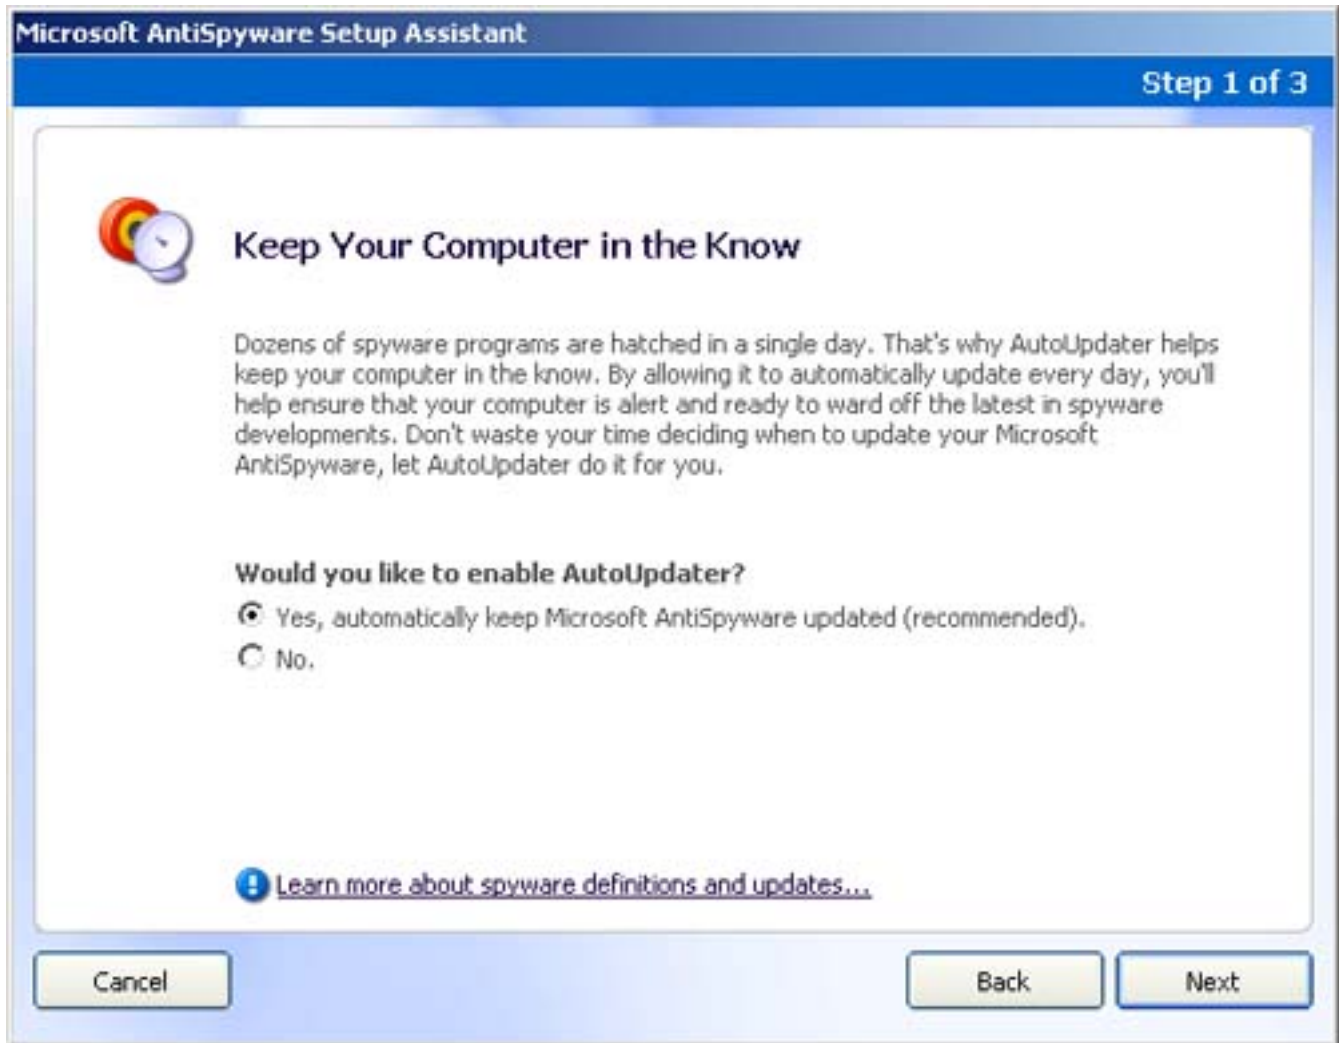 Microsoft AntiSpyware Setup Assistant
Step 1 of 3
Keep Your Computer in the Know
Dozens of spyware programs are hatched in a single day. That's why AutoUpdater helps
keep your computer in the know. By allowing it to automatically update every day, you'll
help ensure that your computer is alert and ready to ward off the latest in spyware
developments. Don't waste your time deciding when to update your Microsoft
AntiSpyware, let AutoUpdater do it for you.
Would you like to enable AutoUpdater?
Yes, automatically keep Microsoft AntiSpyware updated (recommended).
No.
Learn more about spyware definitions and updates...
Cancel
Back
Next